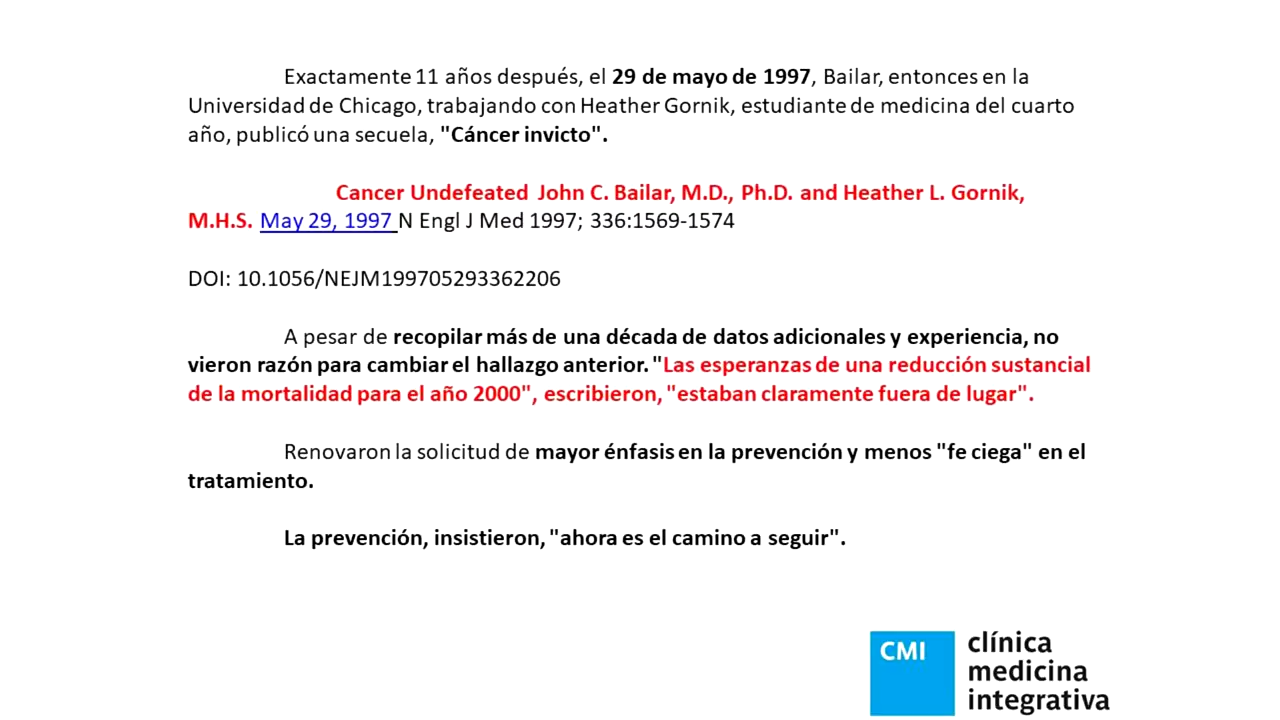 Exactamente 11 años después, el 29 de mayo de 1997, Bailar, entonces en la
Universidad de Chicago, trabajando con Heather Gornik, estudiante de medicina del cuarto
año, publicó una secuela, "Cáncer invicto".
Cancer Undefeated John C. Bailar, M.D., Ph.D. and Heather L. Gornik,
M.H.S. May 29, 1997 N Engl J Med 1997; 336:1569-1574
DOI: 10.1056/NEJM199705293362206
A pesar de recopilar más de una década de datos adicionales y experiencia, no
vieron razón para cambiar el hallazgo anterior. "Las esperanzas de una reducción sustancial
de la mortalidad para el año 2000", escribieron, "estaban claramente fuera de lugar".
Renovaron la solicitud de mayor énfasis en la prevención y menos "fe ciega" en el
tratamiento.
La prevención, insistieron, "ahora es el camino a seguir".
CMI
clínica
medicina
integrativa